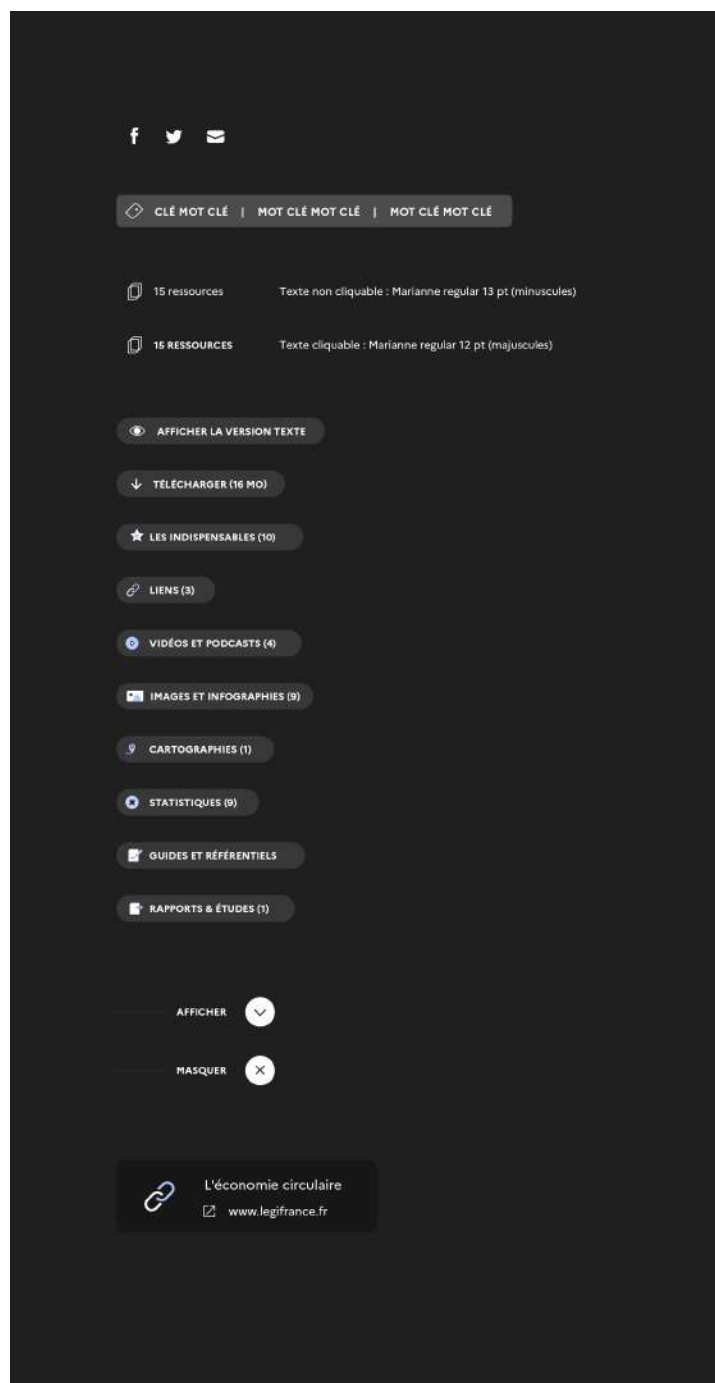 CLÉ MOT CLÉ | MOT CLÉ MOT CLÉ | MOT CLÉ MOT CLÉ
15 ressources Texte non cliquable : Marianne regular 13 pt (minuscules)
15 RESSOURCES Texte cliquable : Marianne regular 12 pt (majuscules)
AFFICHER LA VERSION TEXTE
TÉLÉCHARGER (16 MO)
LES INDISPENSABLES (10)
LIENS (3)
VIDÉOS ET PODCASTS (4)
IMAGES ET INFOGRAPHIES (9)
CARTOGRAPHIES (1)
STATISTIQUES (9)
GUIDES ET RÉFÉRENTIELS
RAPPORTS & ÉTUDES (1)
AFFICHER
MASQUER
L'économie circulaire
www.legifrance.fr